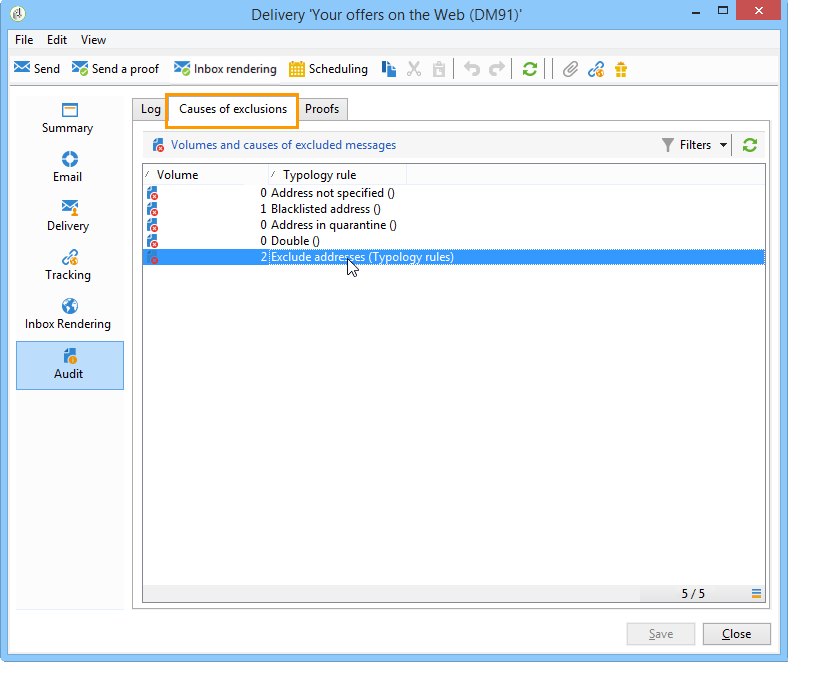 Delivery 'Your offers on the Web (DM91)'
File Edit View
Send Send a proof Inbox rendering Scheduling
Summary
Email
Delivery
Tracking
Inbox Rendering
Audit
Log Causes of exclusions Proofs
Volumes and causes of excluded messages Filters
Volume Typology rule
0 Address not specified ()
1 Blacklisted address ()
0 Address in quarantine ()
0 Double ()
2 Exclude addresses (Typology rules)
5 / 5
Save Close